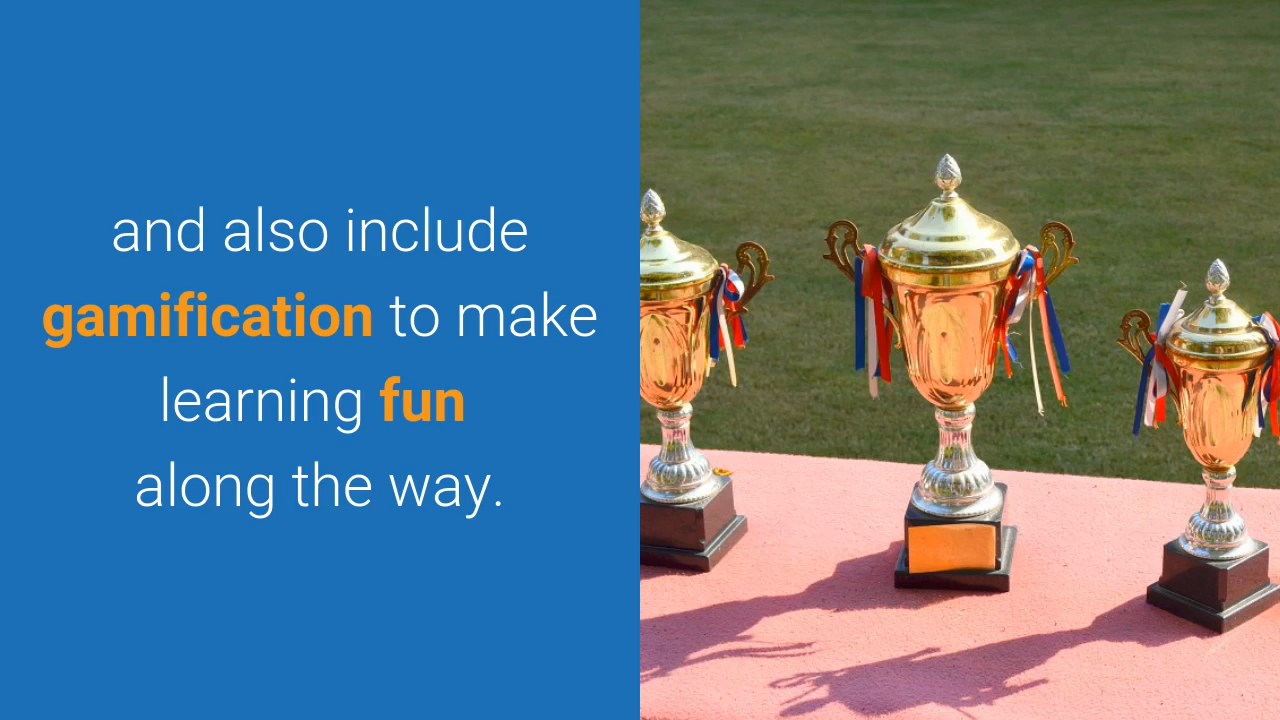 and also include
gamification to make
learning fun
along the way.